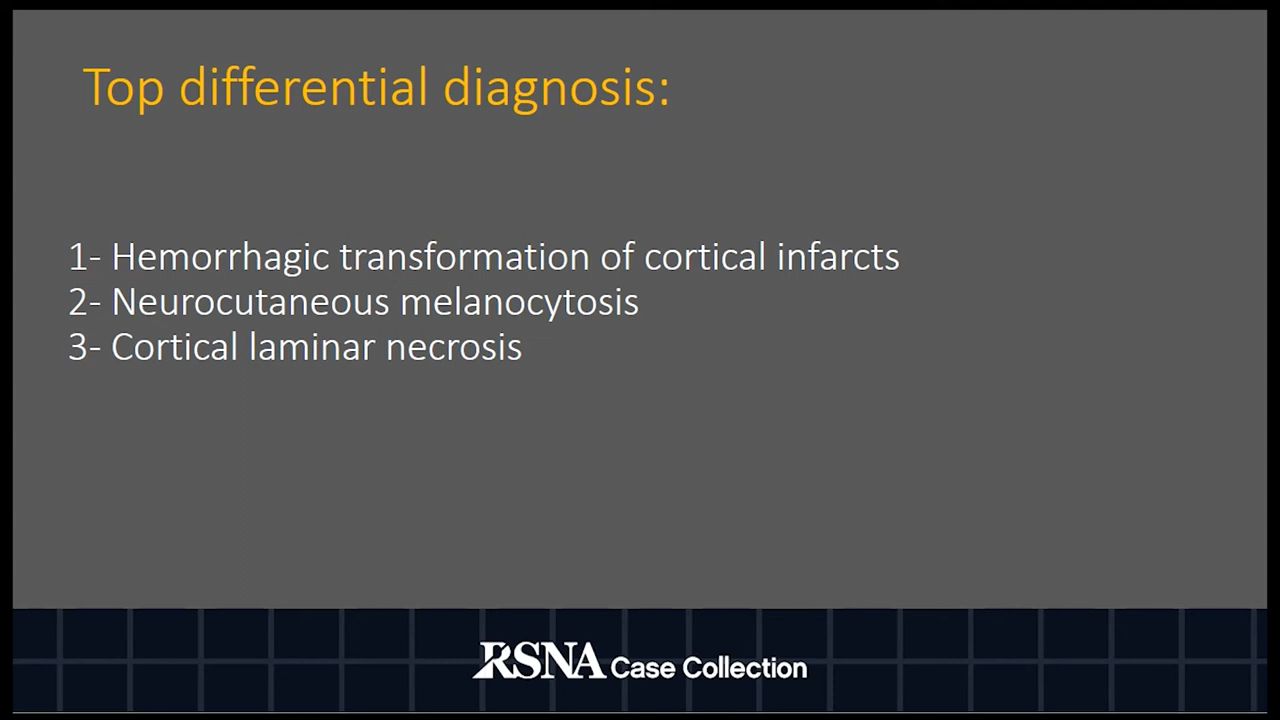 Top differential diagnosis:
1- Hemorrhagic transformation of cortical infarcts
2- Neurocutaneous melanocytosis
3- Cortical laminar necrosis
RSNA Case Collection